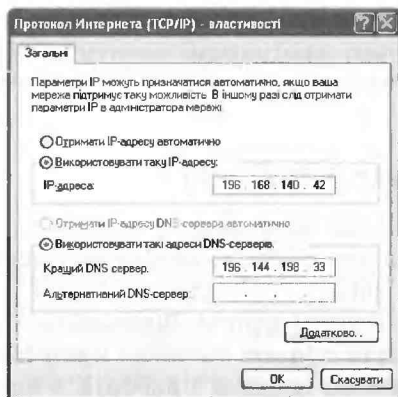 Протокол Интернета (TCP/IP) - властивості
Загальні
Параметри IP можуть призначатися автоматично, якщо ваша
мережа підтримує таку можливість. В іншому разі слід отримати
параметри IP в адміністратора мережі.
Отримати IP-адресу автоматично
Використовувати таку IP-адресу:
IP-адреса: 196 . 168 . 140 . 42
Отримати IP-адресу DNS-сервера автоматично
Використовувати такі адреси DNS-серверів:
Кращий DNS сервер. 196 . 144 . 198 . 33
Альтернативний DNS-сервер: . . .
Додатково...
OK Скасувати